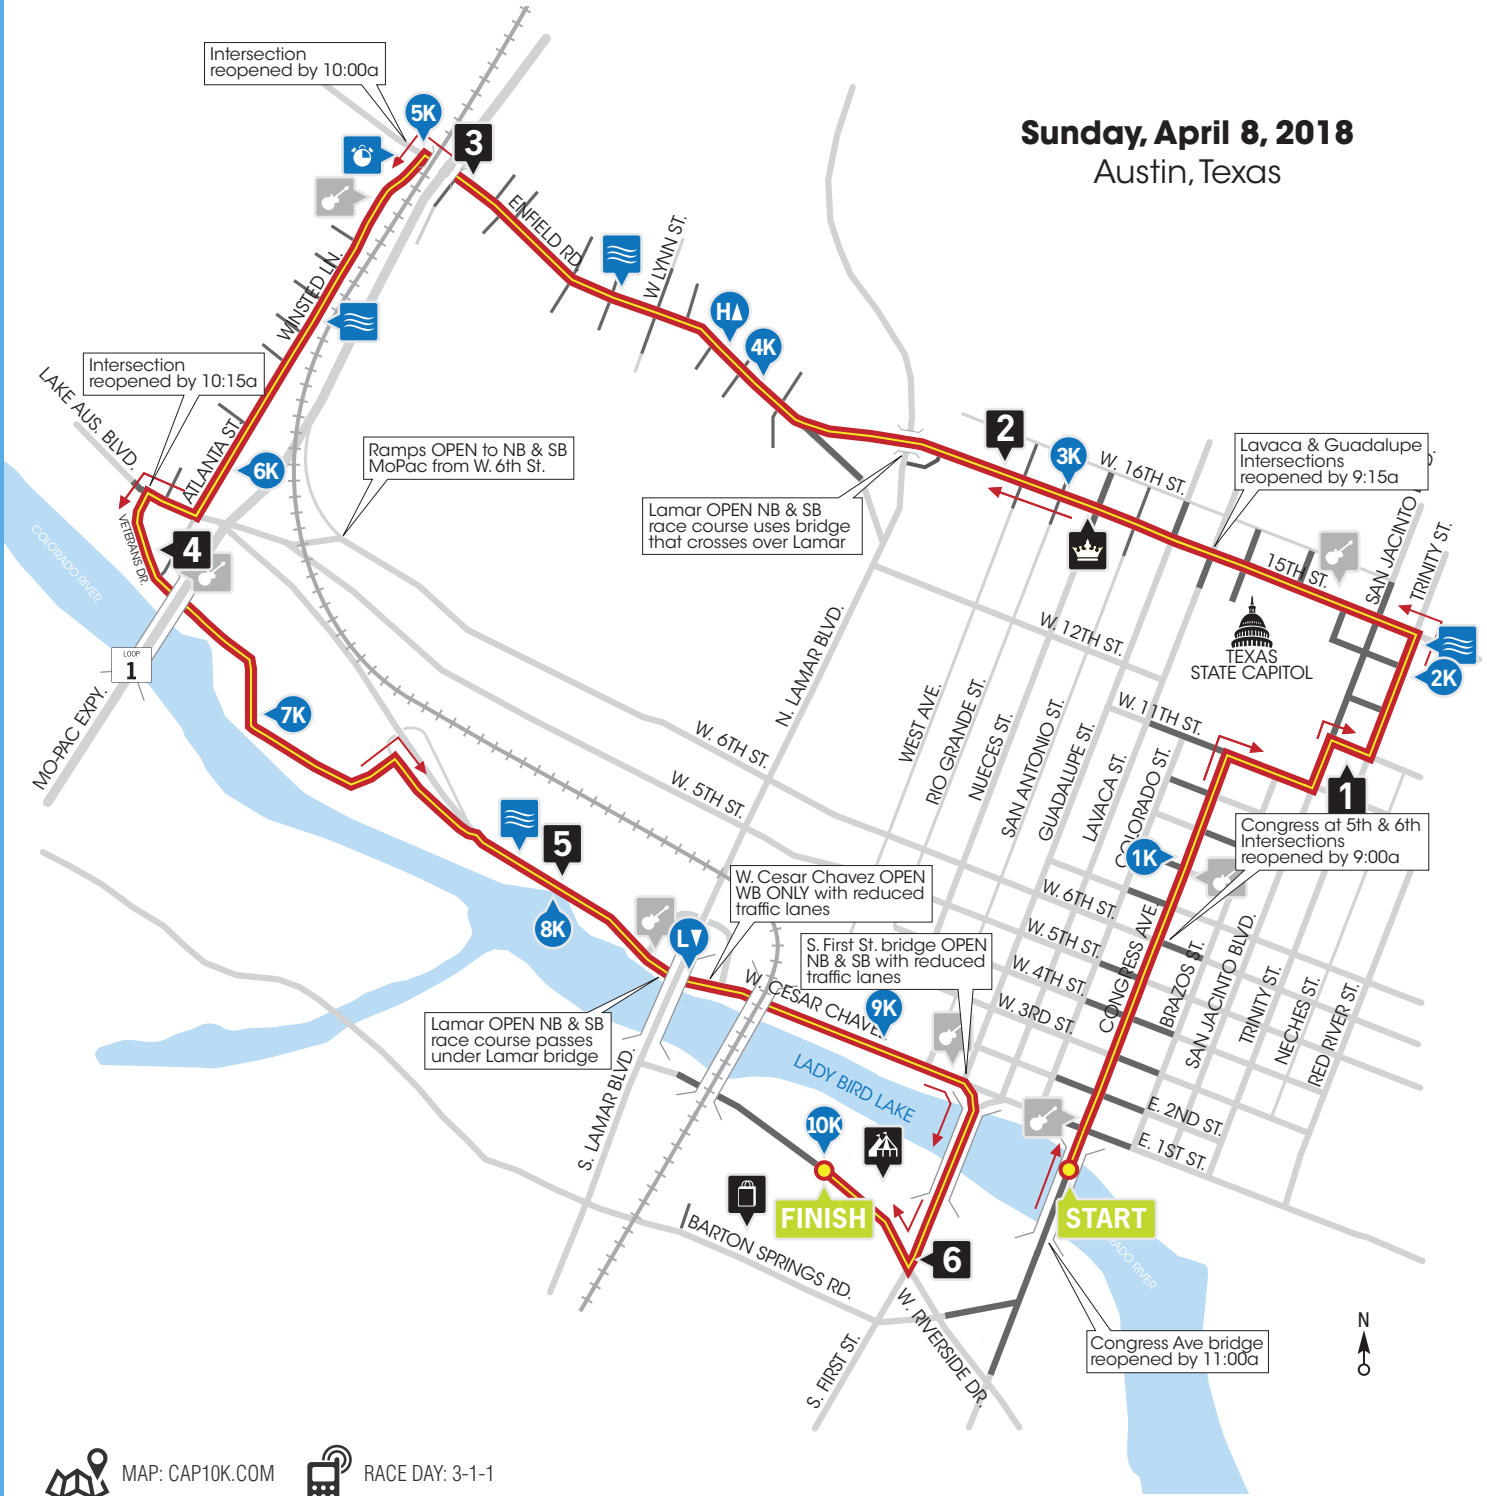 Sunday, April 8, 2018
Austin, Texas
Intersection
reopened by 10:00a
5K
3
ENFIELD RD.
W LYNN ST.
H
4K
WINSTED LN.
Intersection
reopened by 10:15a
LAKE AUS. BLVD.
ATLANTA ST.
6K
Ramps OPEN to NB & SB
MoPac from W. 6th St.
2
3K
W. 16TH ST.
Lavaca & Guadalupe
Intersections
reopened by 9:15a
Lamar OPEN NB & SB
race course uses bridge
that crosses over Lamar
15TH ST.
SAN JACINTO
TRINITY ST.
COLORADO RIVER
VETERANS DR.
4
LOOP
1
MO-PAC EXPY.
W. 12TH ST.
TEXAS
STATE CAPITOL
2K
N. LAMAR BLVD.
W. 11TH ST.
7K
W. 6TH ST.
W. 5TH ST.
WEST AVE.
RIO GRANDE ST.
NUECES ST.
SAN ANTONIO ST.
GUADALUPE ST.
LAVACA ST.
COLORADO ST.
1
Congress at 5th & 6th
Intersections
reopened by 9:00a
1K
5
8K
W. Cesar Chavez OPEN
WB ONLY with reduced
traffic lanes
L
S. First St. bridge OPEN
NB & SB with reduced
traffic lanes
W. 6TH ST.
W. 5TH ST.
W. 4TH ST.
W. 3RD ST.
CONGRESS AVE.
BRAZOS ST.
SAN JACINTO BLVD.
TRINITY ST.
NECHES ST.
RED RIVER ST.
W. CESAR CHAVEZ
9K
Lamar OPEN NB & SB
race course passes
under Lamar bridge
S. LAMAR BLVD.
LADY BIRD LAKE
10K
E. 2ND ST.
E. 1ST ST.
FINISH
START
6
BARTON SPRINGS RD.
W. RIVERSIDE DR.
S. FIRST ST.
RADO RIVER
Congress Ave bridge
reopened by 11:00a
N
MAP: CAP10K.COM
RACE DAY: 3-1-1